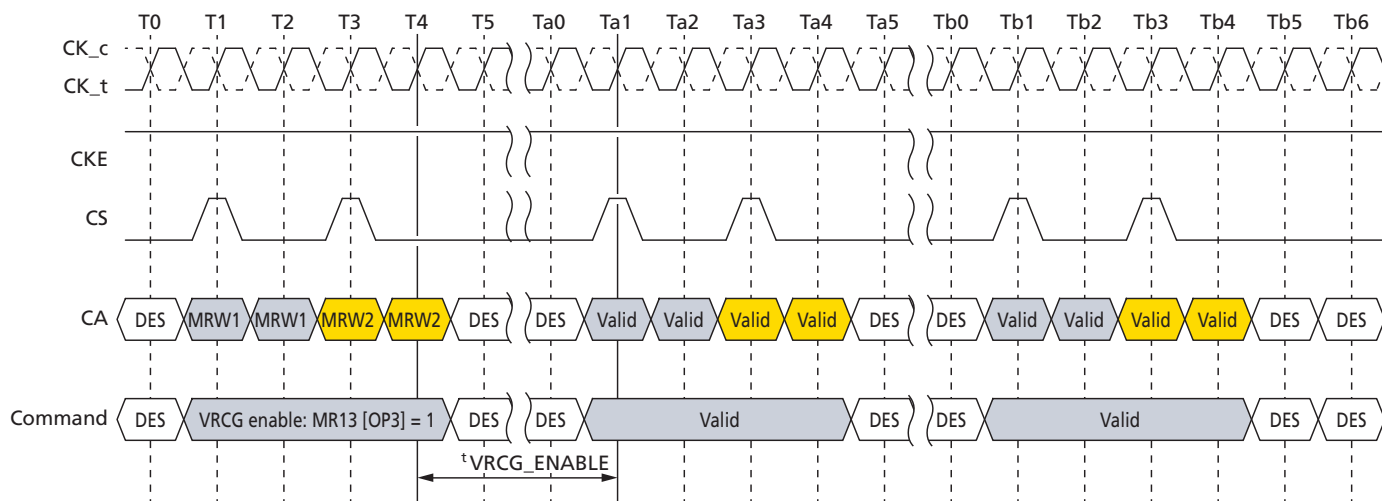 T0 T1 T2 T3 T4 T5 Ta0 Ta1 Ta2 Ta3 Ta4 Ta5 Tb0 Tb1 Tb2 Tb3 Tb4 Tb5 Tb6
CK_c
CK_t
CKE
CS
CA DES MRW1 MRW1 MRW2 MRW2 DES DES Valid Valid Valid Valid DES DES Valid Valid Valid Valid DES DES
Command DES VRCG enable: MR13 [OP3] = 1 DES DES Valid DES DES Valid DES DES
tVRCG_ENABLE